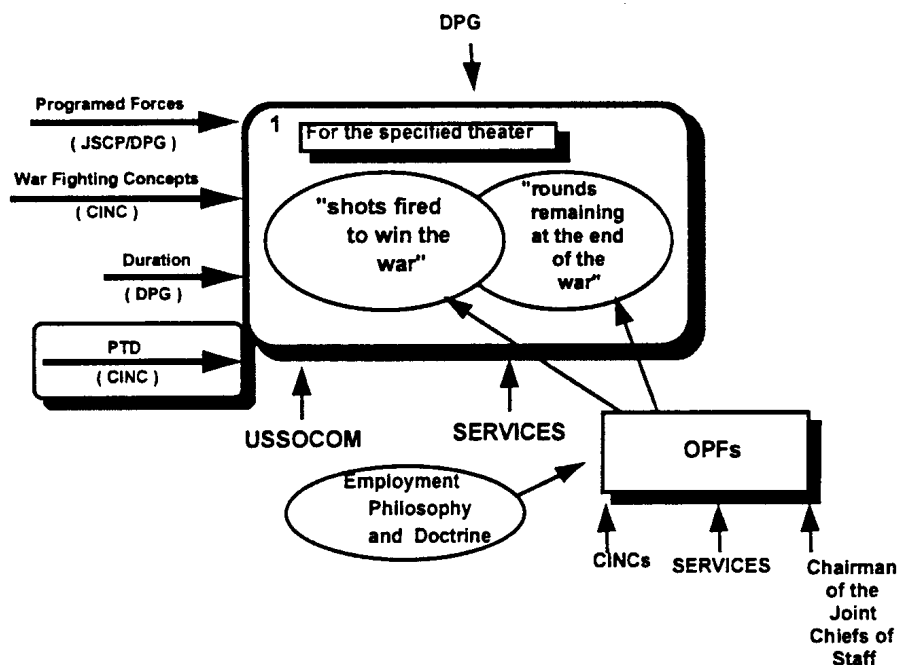 DPG
Programed Forces
( JSCP/DPG )
War Fighting Concepts
( CINC )
Duration
( DPG )
PTD
( CINC )
1
For the specified theater
"shots fired
to win the
war"
"rounds
remaining
at the end
of the
war"
USSOCOM
SERVICES
OPFs
Employment
Philosophy
and Doctrine
CINCs
SERVICES
Chairman
of the
Joint
Chiefs of
Staff